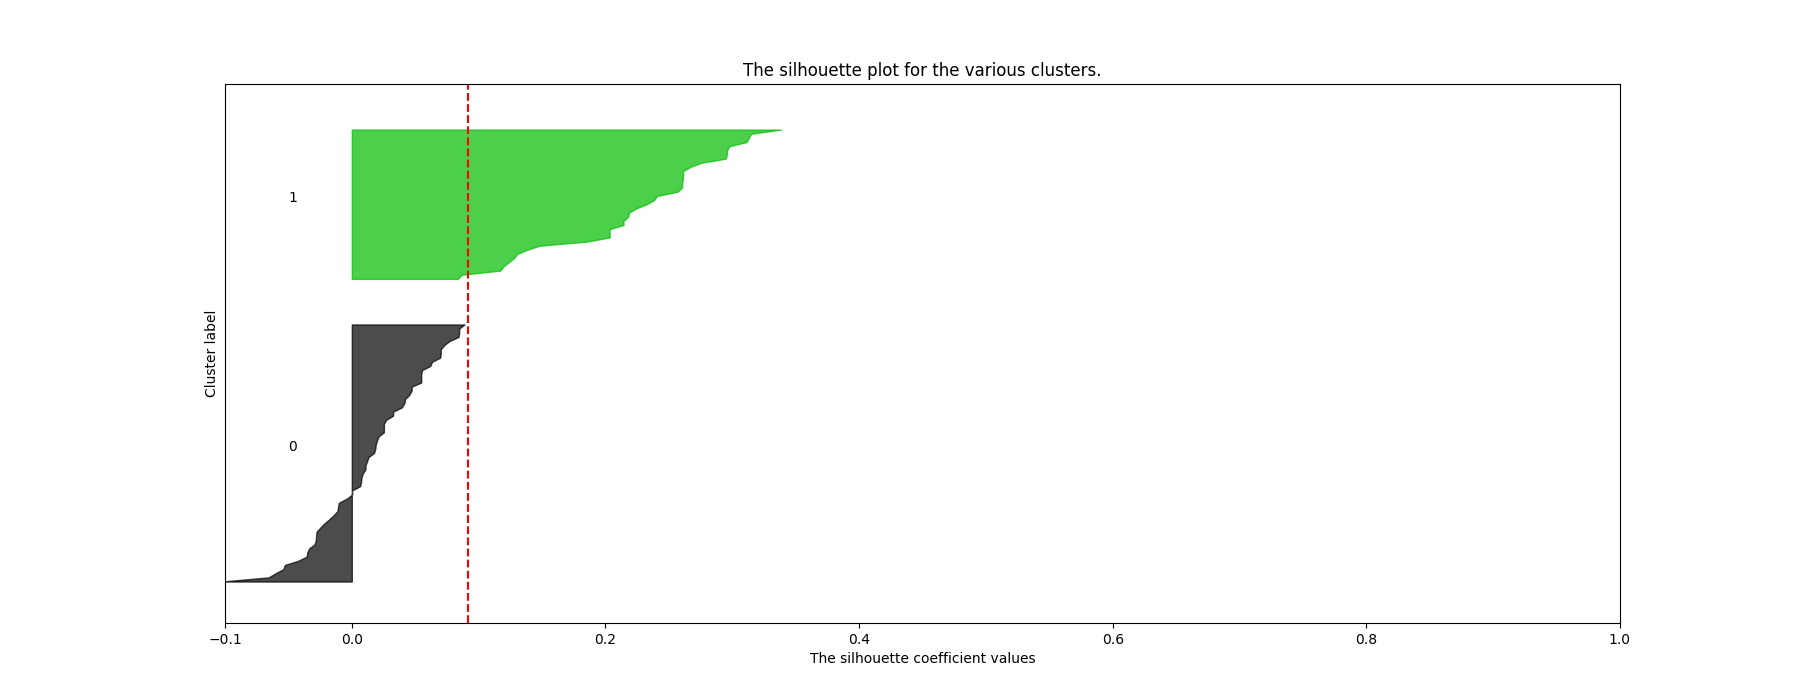 The silhouette plot for the various clusters.
1
Cluster label
0
−0.1 0.0 0.2 0.4 0.6 0.8 1.0
The silhouette coefficient values